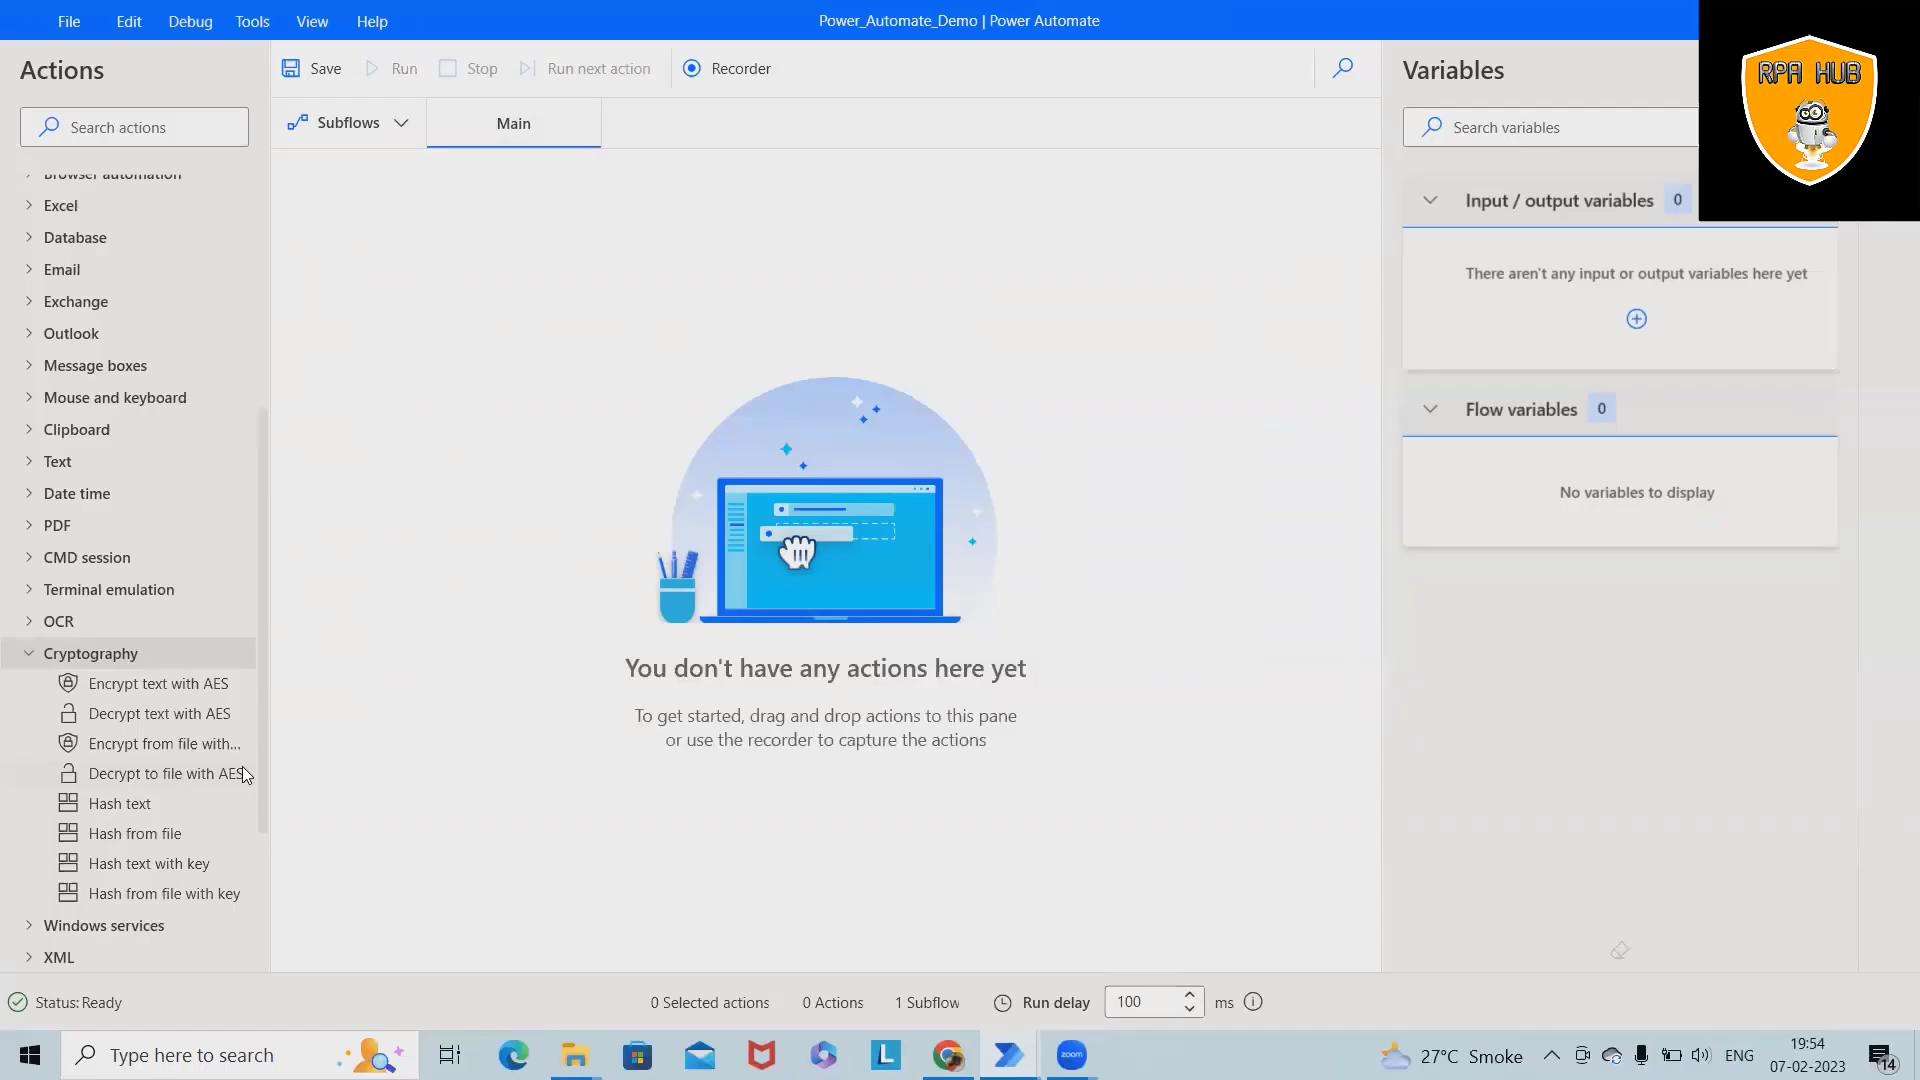 File Edit Debug Tools View Help
Power_Automate_Demo | Power Automate
RPA HUB
Actions
Search actions
Browser automation
Excel
Database
Email
Exchange
Outlook
Message boxes
Mouse and keyboard
Clipboard
Text
Date time
PDF
CMD session
Terminal emulation
OCR
Cryptography
Encrypt text with AES
Decrypt text with AES
Encrypt from file with...
Decrypt to file with AES
Hash text
Hash from file
Hash text with key
Hash from file with key
Windows services
XML
Save Run Stop Run next action Recorder
Subflows Main
You don't have any actions here yet
To get started, drag and drop actions to this pane
or use the recorder to capture the actions
Variables
Search variables
Input / output variables 0
There aren't any input or output variables here yet
Flow variables 0
No variables to display
Status: Ready 0 Selected actions 0 Actions 1 Subflow Run delay 100 ms
Type here to search
L
zoom
27°C Smoke
ENG
19:54
07-02-2023
14